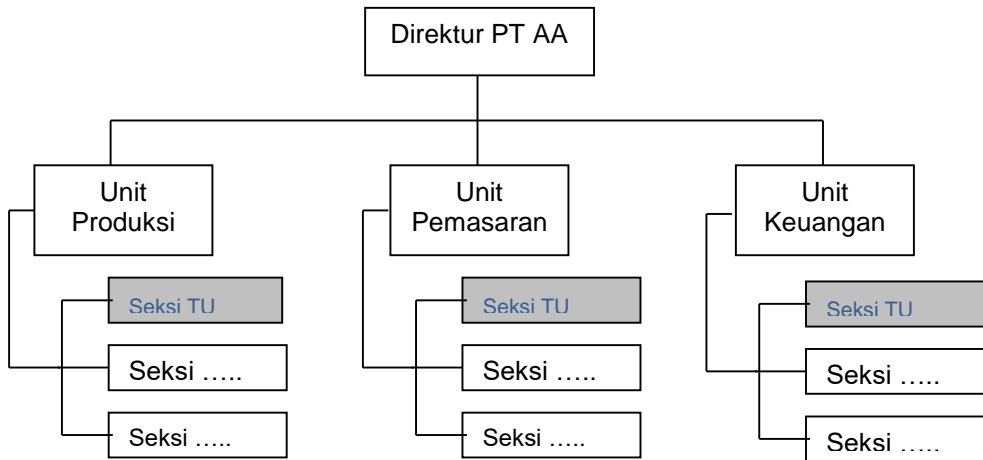 Direktur PT AA
Unit
Produksi
Unit
Pemasaran
Unit
Keuangan
Seksi TU
Seksi TU
Seksi TU
Seksi …..
Seksi …..
Seksi …..
Seksi …..
Seksi …..
Seksi …..